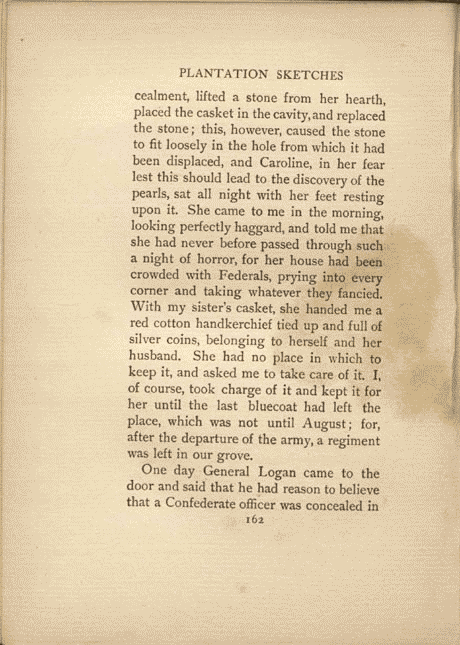 PLANTATION SKETCHES
cealment, lifted a stone from her hearth,
placed the casket in the cavity, and replaced
the stone; this, however, caused the stone
to fit loosely in the hole from which it had
been displaced, and Caroline, in her fear
lest this should lead to the discovery of the
pearls, sat all night with her feet resting
upon it. She came to me in the morning,
looking perfectly haggard, and told me that
she had never before passed through such
a night of horror, for her house had been
crowded with Federals, prying into every
corner and taking whatever they fancied.
With my sister's casket, she handed me a
red cotton handkerchief tied up and full of
silver coins, belonging to herself and her
husband. She had no place in which to
keep it, and asked me to take care of it. I,
of course, took charge of it and kept it for
her until the last bluecoat had left the
place, which was not until August; for,
after the departure of the army, a regiment
was left in our grove.
One day General Logan came to the
door and said that he had reason to believe
that a Confederate officer was concealed in
162